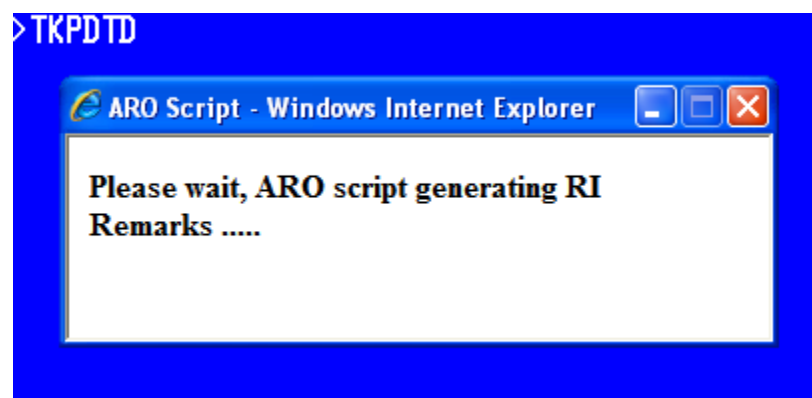 >TKPDTD
ARO Script - Windows Internet Explorer
Please wait, ARO script generating RI
Remarks .....